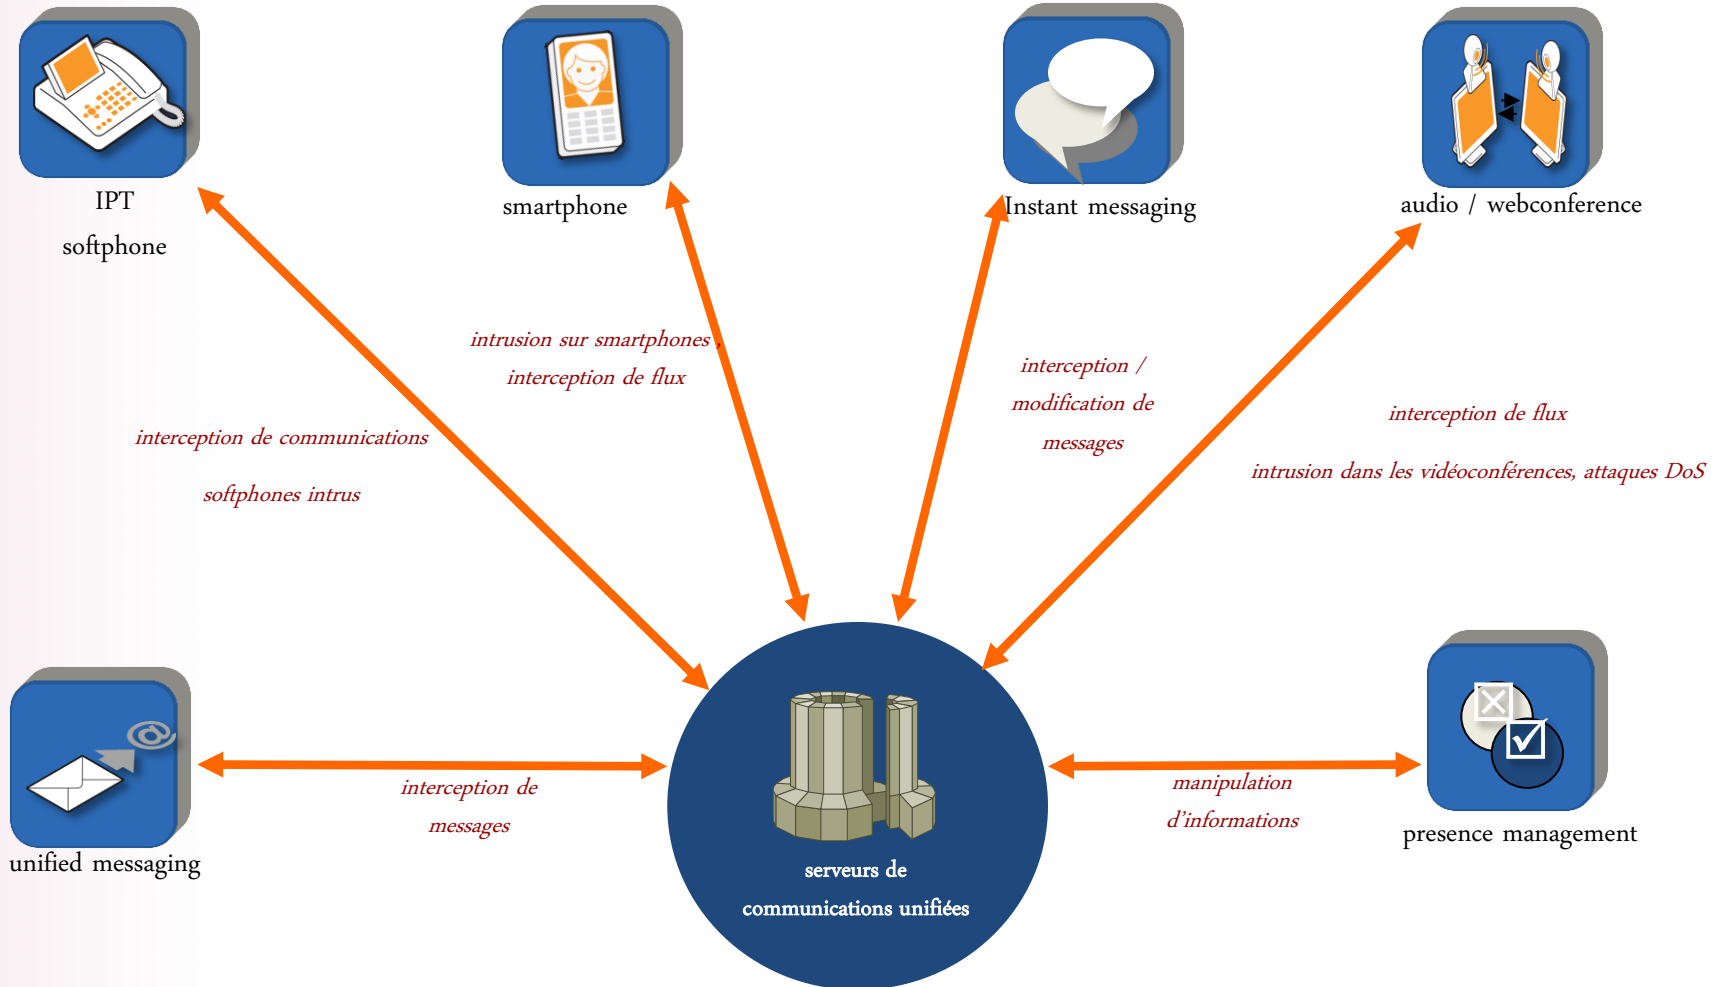 IPT
softphone
smartphone
Instant messaging
audio / webconference
intrusion sur smartphones ,
interception de flux
interception /
modification de
messages
interception de communications
softphones intrus
interception de flux
intrusion dans les vidéoconférences, attaques DoS
@
unified messaging
interception de
messages
serveurs de
communications unifiées
manipulation
d'informations
presence management